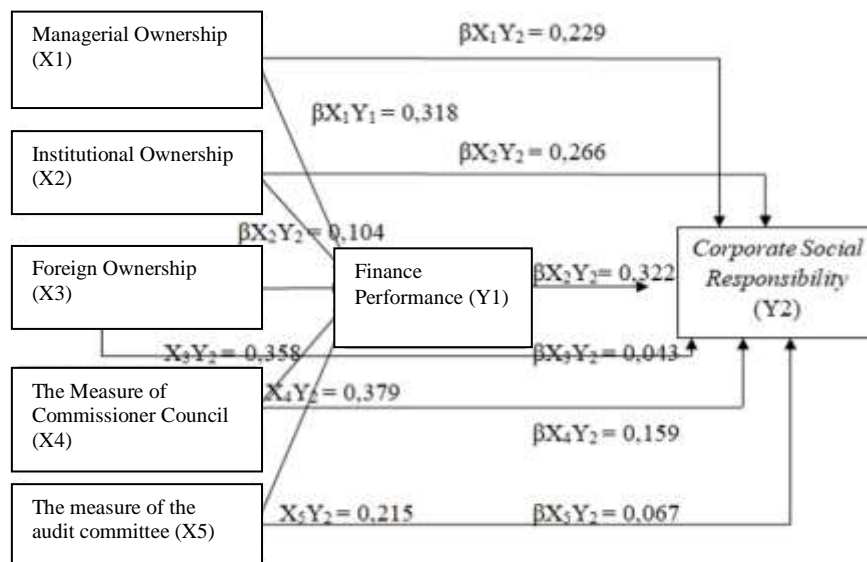 Managerial Ownership
(X1)
βX₁Y₂ = 0,229
βX₁Y₁ = 0,318
Institutional Ownership
(X2)
βX₂Y₂ = 0,266
βX₂Y₂ = 0,104
Foreign Ownership
(X3)
Finance
Performance (Y1)
βX₂Y₂= 0,322
Corporate Social
Responsibility
(Y2)
X₃Y₂ = 0,358
βX₃Y₂ = 0,043
The Measure of
Commissioner Council
(X4)
X₄Y₂ = 0,379
βX₄Y₂ = 0,159
The measure of the
audit committee (X5)
X₅Y₂ = 0,215
βX₅Y₂ = 0,067